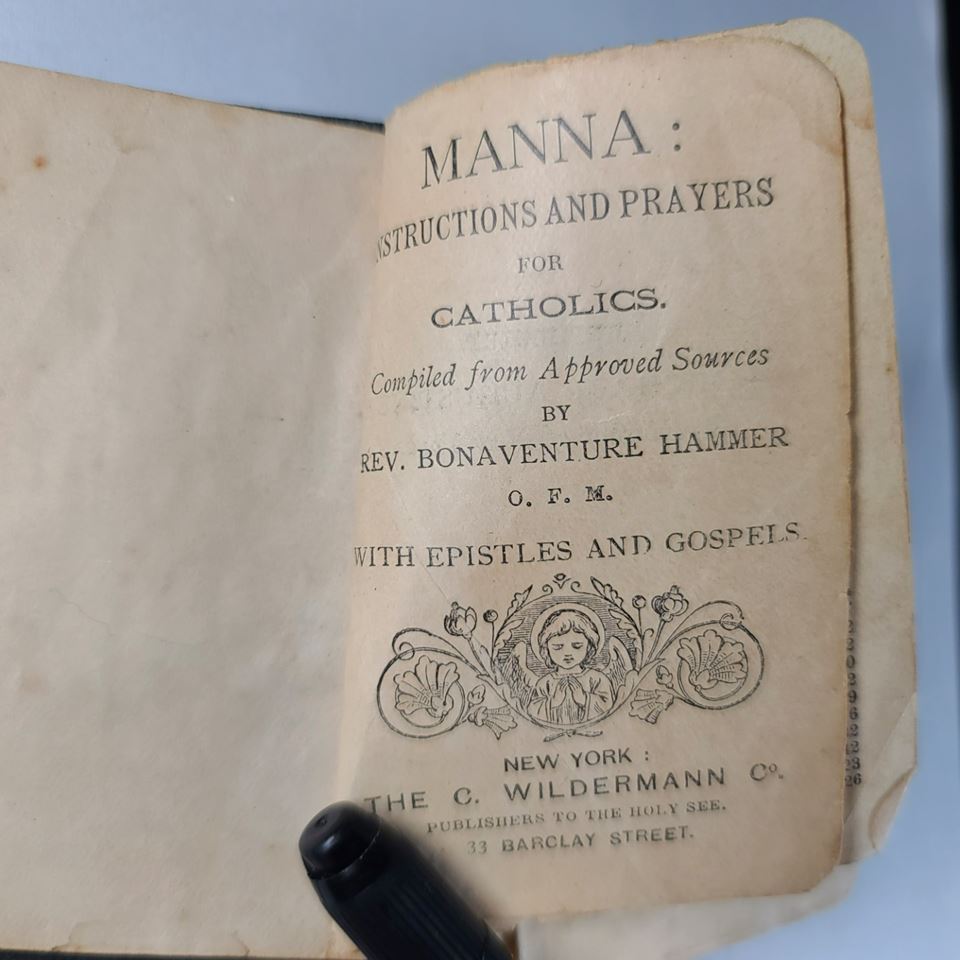 MANNA :
NSTRUCTIONS AND PRAYERS
FOR
CATHOLICS.
Compiled from Approved Sources
BY
REV. BONAVENTURE HAMMER
O. F. M.
WITH EPISTLES AND GOSPELS.
NEW YORK :
THE C. WILDERMANN Co.
PUBLISHERS TO THE HOLY SEE.
33 BARCLAY STREET.